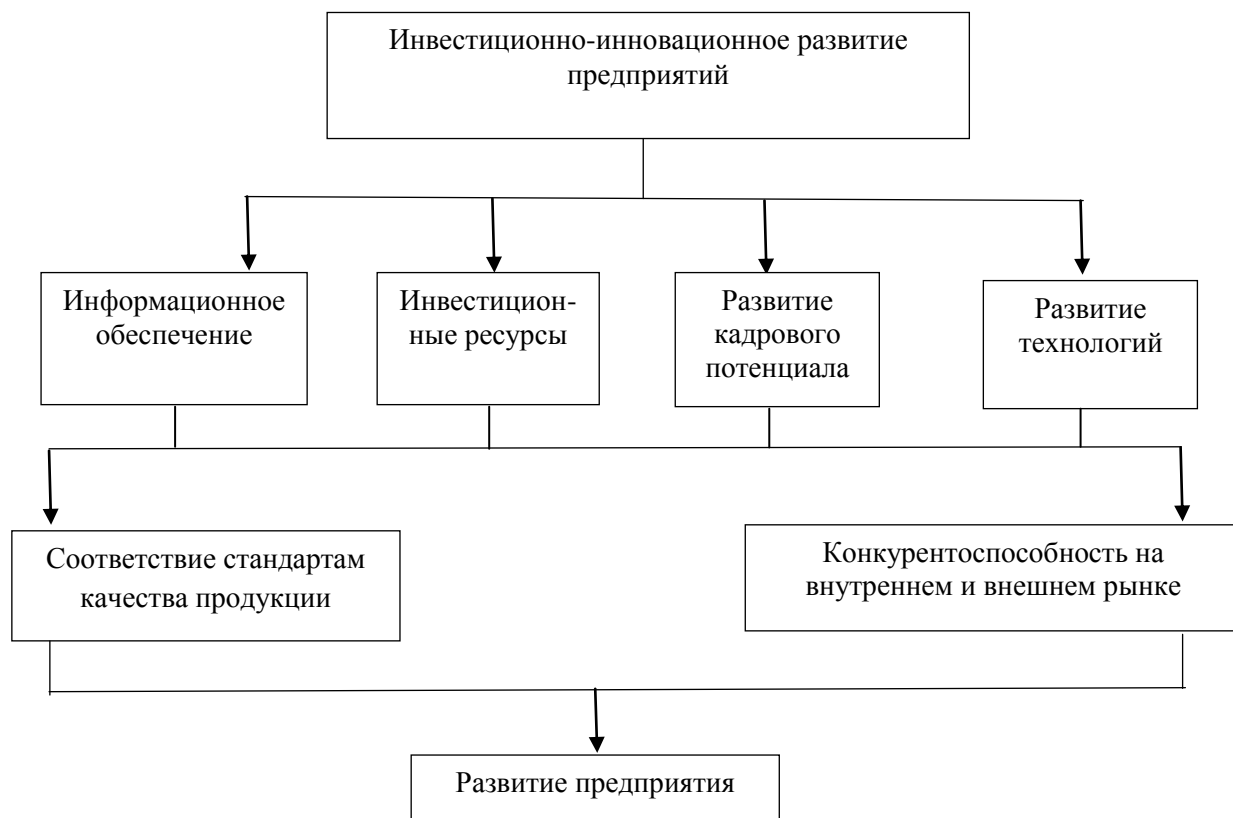 Инвестиционно-инновационное развитие
предприятий
Информационное
обеспечение
Инвестицион-
ные ресурсы
Развитие
кадрового
потенциала
Развитие
технологий
Соответствие стандартам
качества продукции
Конкурентоспособность на
внутреннем и внешнем рынке
Развитие предприятия